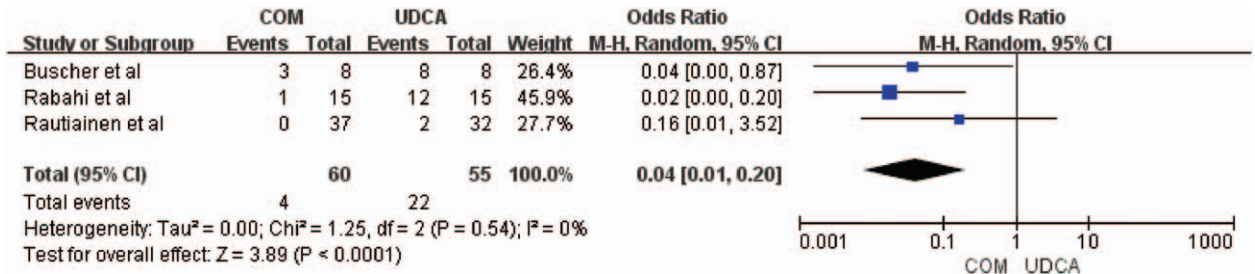 COM UDCA Odds Ratio Odds Ratio
Study or Subgroup Events Total Events Total Weight M-H, Random, 95% CI M-H, Random, 95% CI
Buscher et al 3 8 8 8 26.4% 0.04 [0.00, 0.87]
Rabahi et al 1 15 12 15 45.9% 0.02 [0.00, 0.20]
Rautiainen et al 0 37 2 32 27.7% 0.16 [0.01, 3.52]
Total (95% CI) 60 55 100.0% 0.04 [0.01, 0.20]
Total events 4 22
Heterogeneity: Tau² = 0.00; Chi² = 1.25, df = 2 (P = 0.54); I² = 0%
Test for overall effect: Z = 3.89 (P < 0.0001)
0.001 0.1 1 10 1000
COM UDCA